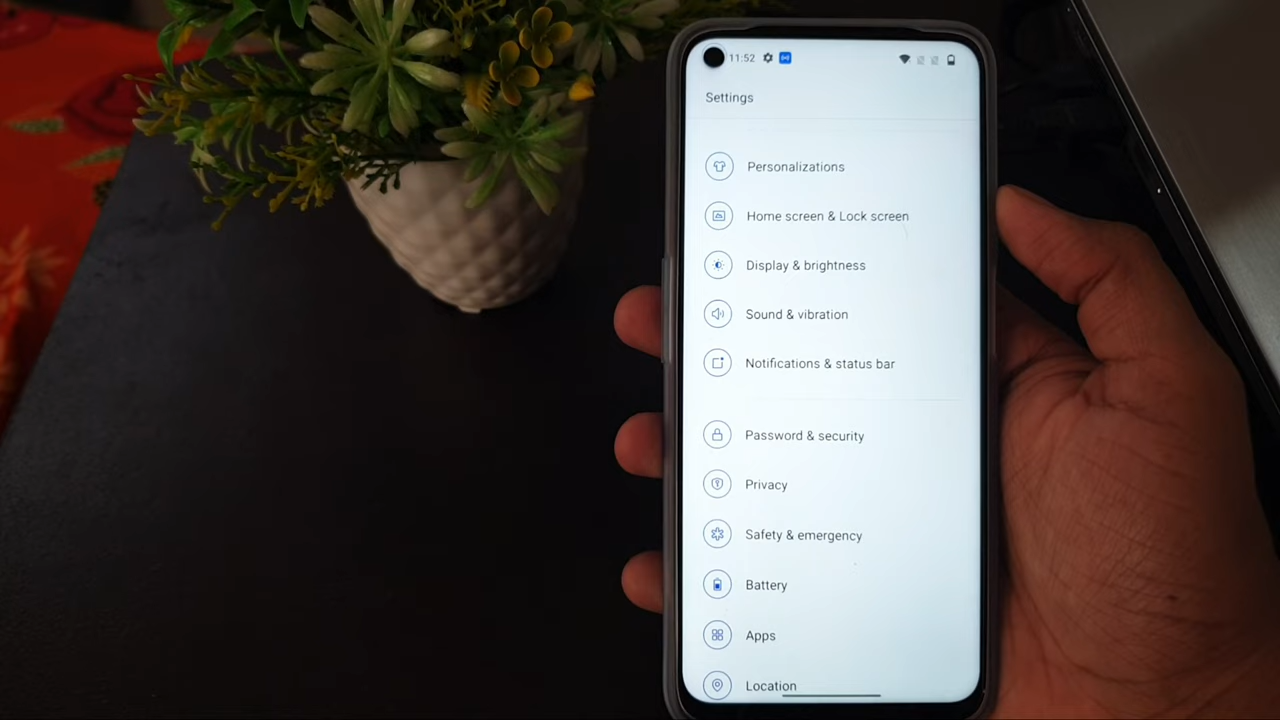 11:52
Settings
Personalizations
Home screen & Lock screen
Display & brightness
Sound & vibration
Notifications & status bar
Password & security
Privacy
Safety & emergency
Battery
Apps
Location